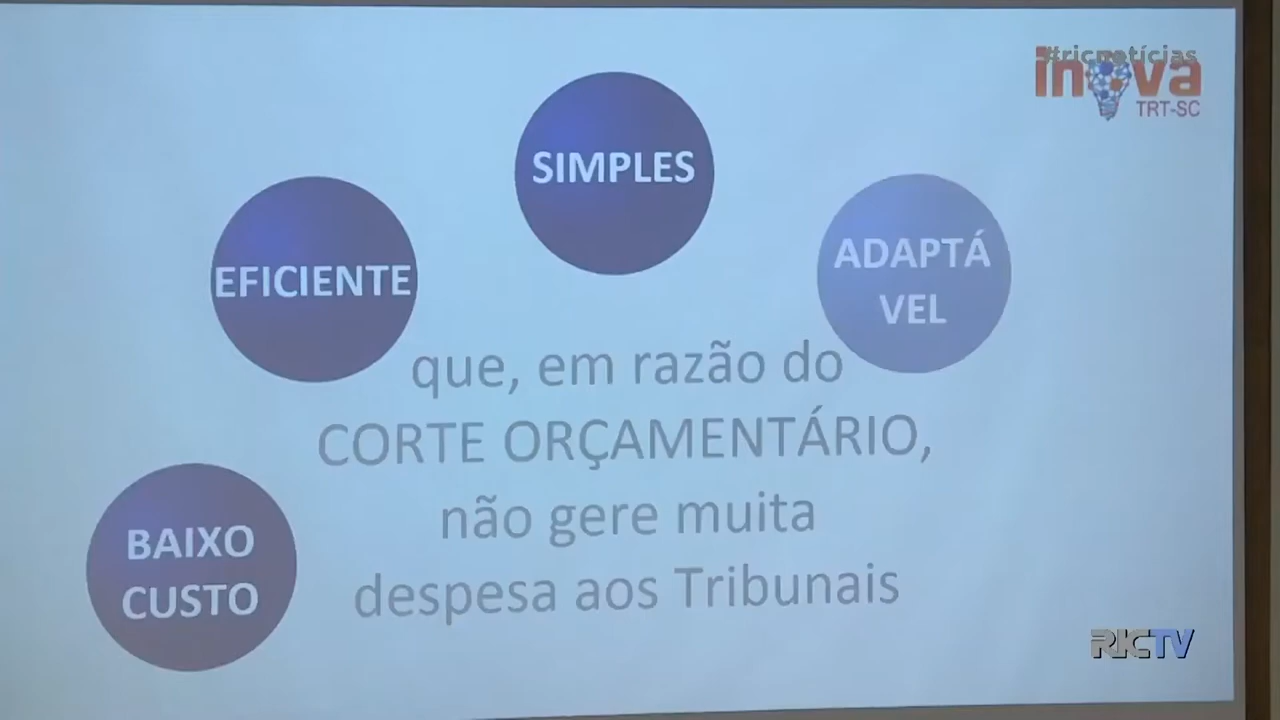 #ricnotícias
inova
TRT-SC
SIMPLES
EFICIENTE
ADAPTÁ
VEL
que, em razão do
CORTE ORÇAMENTÁRIO,
não gere muita
despesa aos Tribunais
BAIXO
CUSTO
RICTV